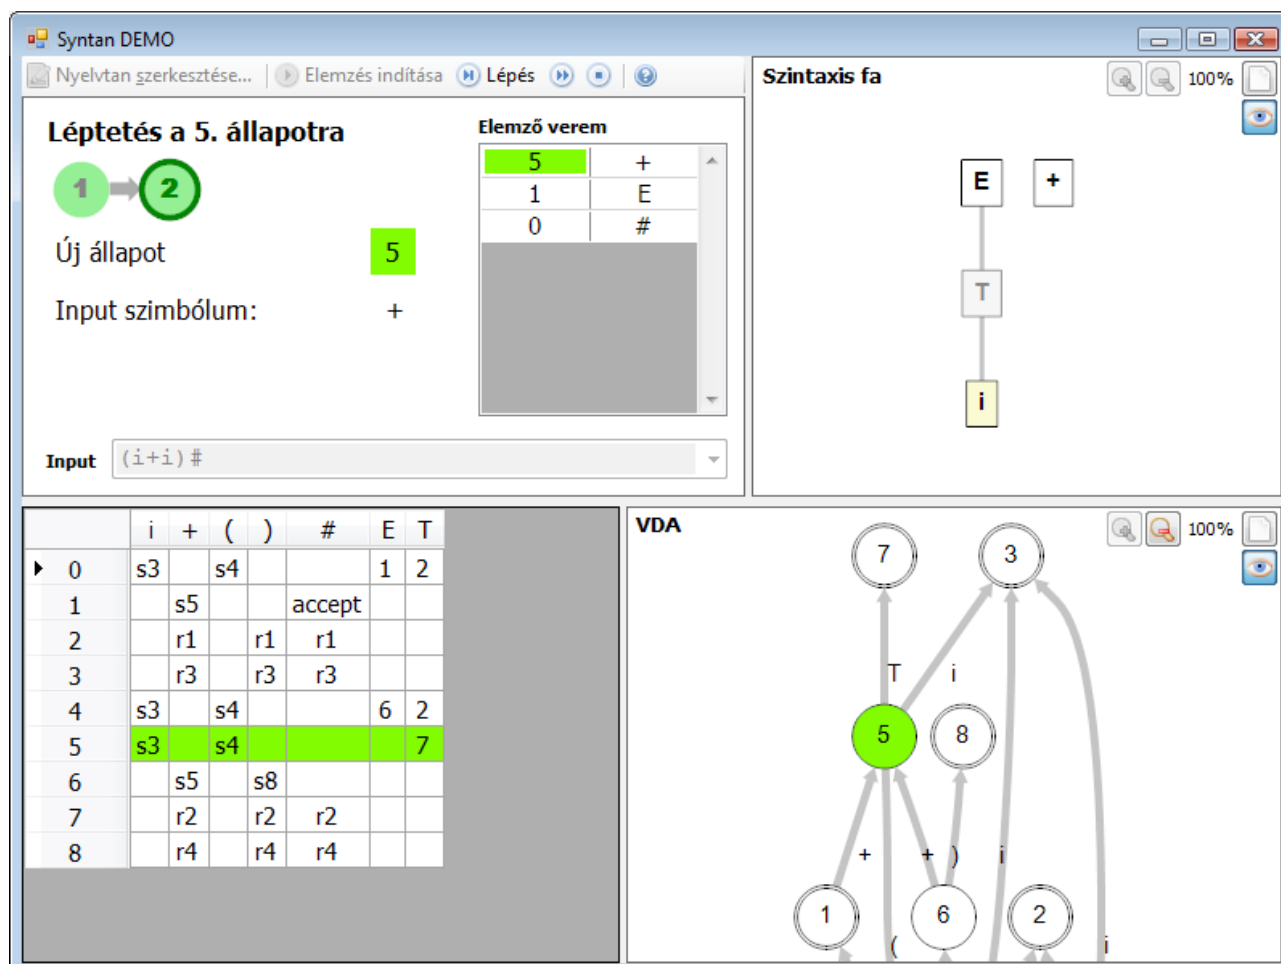 Syntan DEMO
Nyelvtan szerkesztése... Elemzés indítása Lépés
Léptetés a 5. állapotra
1 2
Új állapot 5
Input szimbólum: +
Elemző verem
5 +
1 E
0 #
Input (i+i)#
Szintaxis fa 100%
E +
T
i
i + ( ) # E T
0 s3 s4 1 2
1 s5 accept
2 r1 r1 r1
3 r3 r3 r3
4 s3 s4 6 2
5 s3 s4 7
6 s5 s8
7 r2 r2 r2
8 r4 r4 r4
VDA 100%
7 3
T i
5 8
+ + ) i
1 6 2
( i